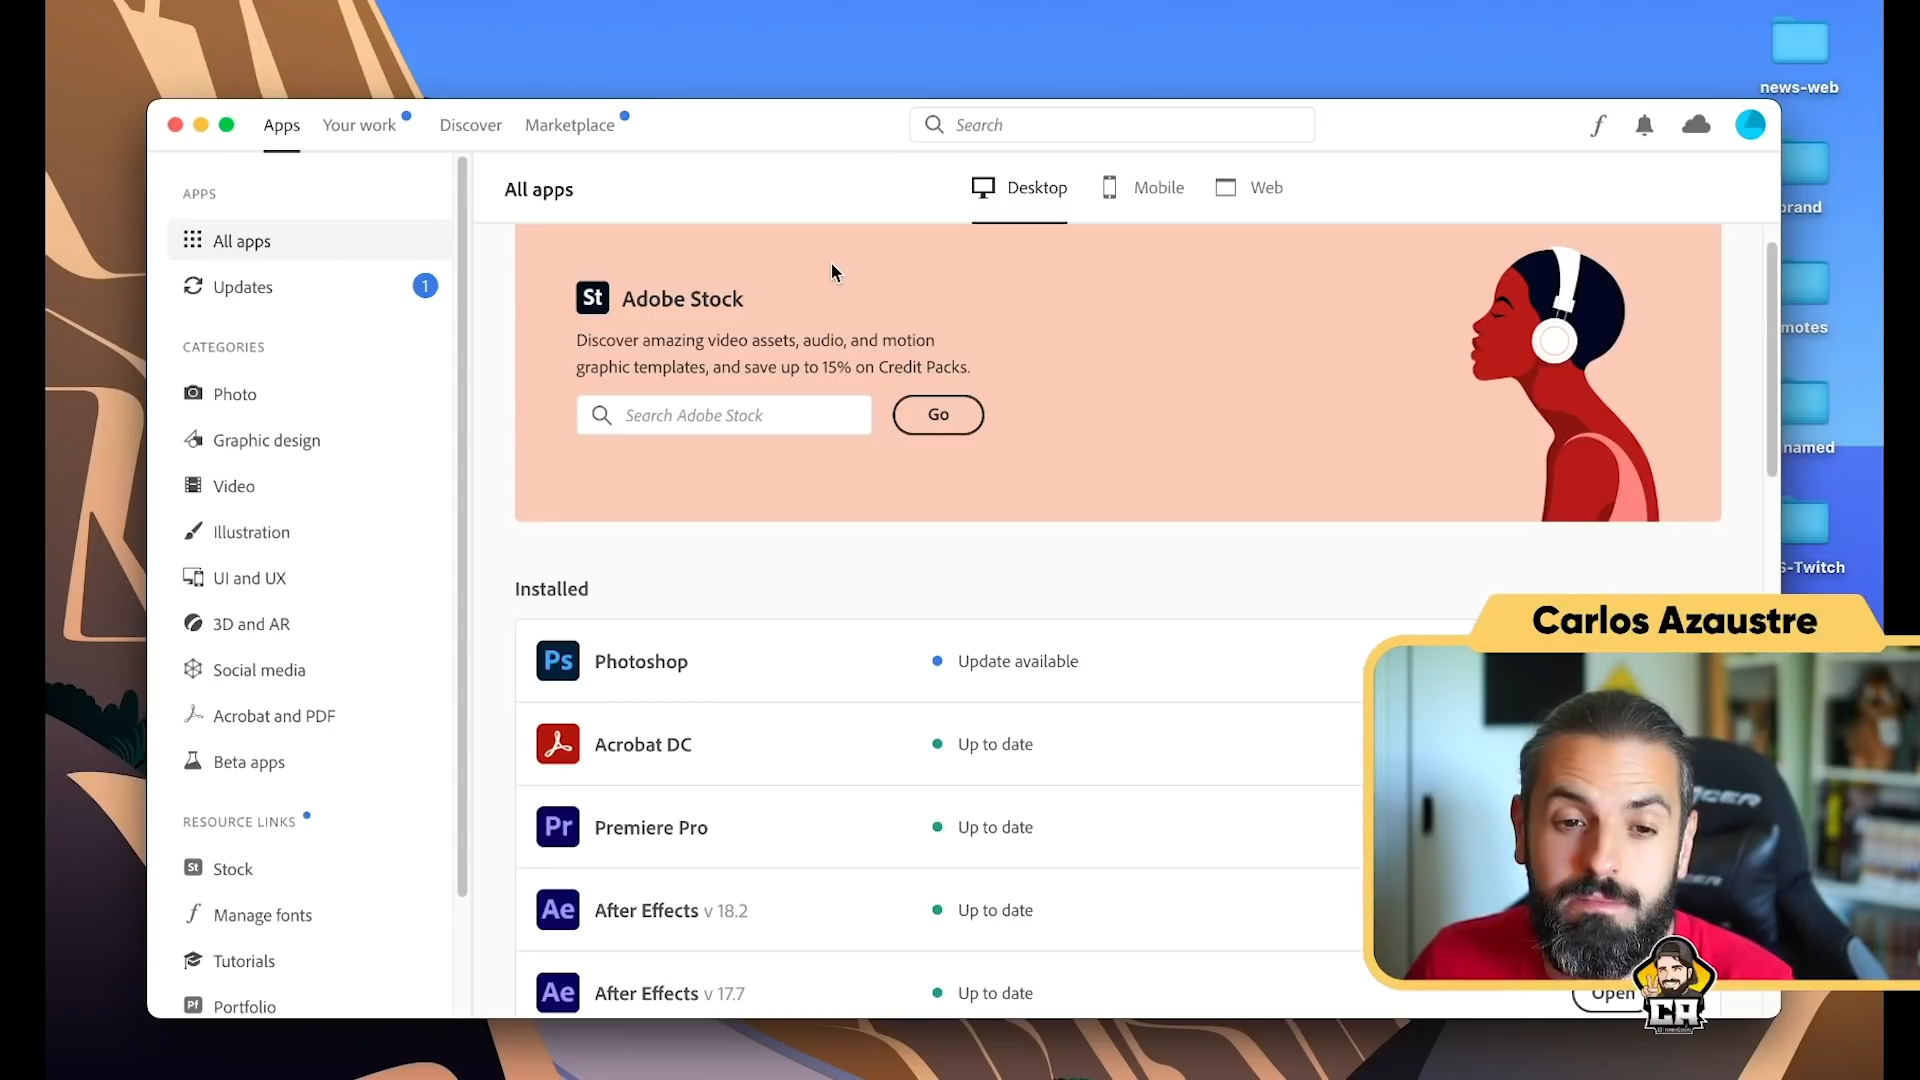 news-web
Apps
Your work
Discover
Marketplace
Search
brand
APPS
All apps
Updates
1
CATEGORIES
Photo
Graphic design
Video
Illustration
UI and UX
3D and AR
Social media
Acrobat and PDF
Beta apps
RESOURCE LINKS
St Stock
Manage fonts
Tutorials
Pf Portfolio
All apps
Desktop
Mobile
Web
St Adobe Stock
Discover amazing video assets, audio, and motion
graphic templates, and save up to 15% on Credit Packs.
Search Adobe Stock
Go
motes
named
S-Twitch
Installed
Ps Photoshop
Update available
Acrobat DC
Up to date
Pr Premiere Pro
Up to date
Ae After Effects v 18.2
Up to date
Ae After Effects v 17.7
Up to date
Open
Carlos Azaustre
CA